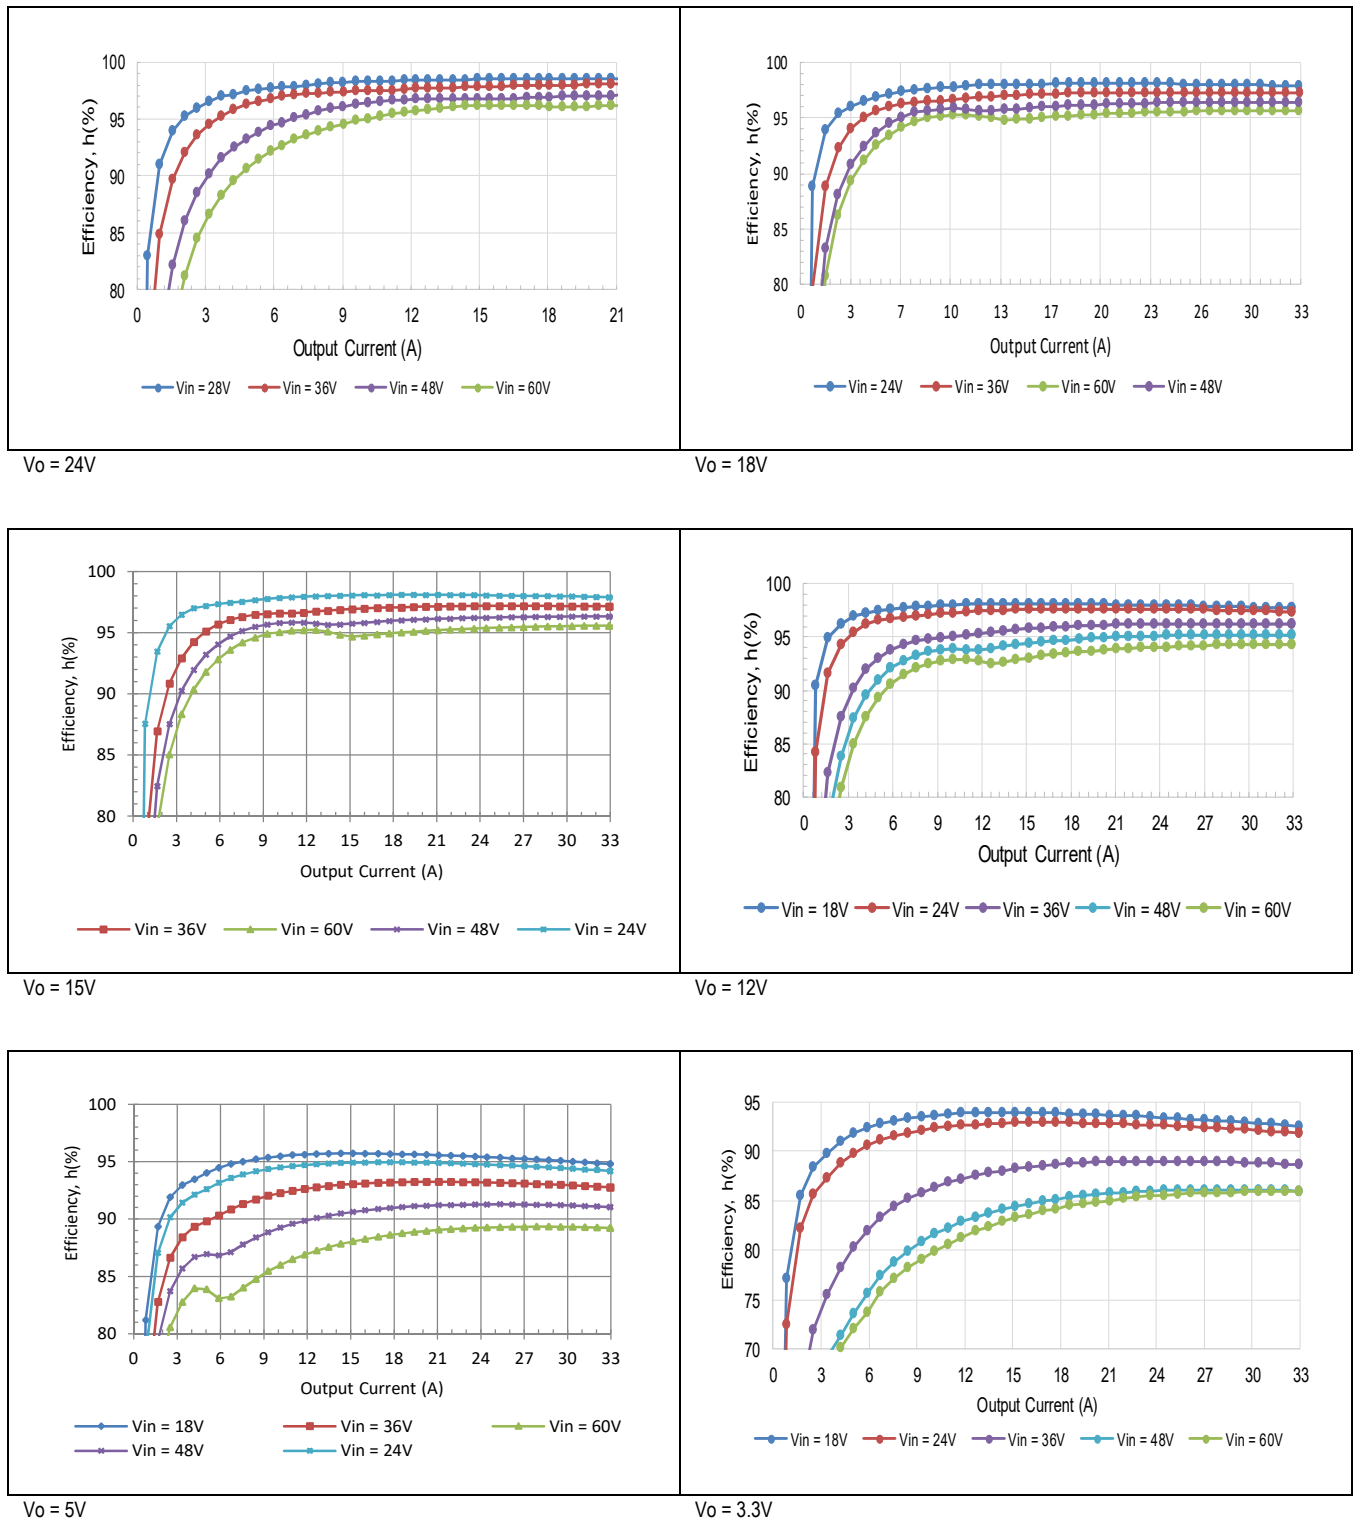 100
95
90
85
80
Efficiency, h(%)
0 3 6 9 12 15 18 21
Output Current (A)
Vin = 28V Vin = 36V Vin = 48V Vin = 60V
Vo = 24V
100
95
90
85
80
Efficiency, h(%)
0 3 7 10 13 17 20 23 26 30 33
Output Current (A)
Vin = 24V Vin = 36V Vin = 60V Vin = 48V
Vo = 18V
100
95
90
85
80
Efficiency, h(%)
0 3 6 9 12 15 18 21 24 27 30 33
Output Current (A)
Vin = 36V Vin = 60V Vin = 48V Vin = 24V
Vo = 15V
100
95
90
85
80
Efficiency, h(%)
0 3 6 9 12 15 18 21 24 27 30 33
Output Current (A)
Vin = 18V Vin = 24V Vin = 36V Vin = 48V Vin = 60V
Vo = 12V
100
95
90
85
80
Efficiency, h(%)
0 3 6 9 12 15 18 21 24 27 30 33
Output Current (A)
Vin = 18V Vin = 36V Vin = 60V
Vin = 48V Vin = 24V
Vo = 5V
95
90
85
80
75
70
Efficiency, h(%)
0 3 6 9 12 15 18 21 24 27 30 33
Output Current (A)
Vin = 18V Vin = 24V Vin = 36V Vin = 48V Vin = 60V
Vo = 3.3V